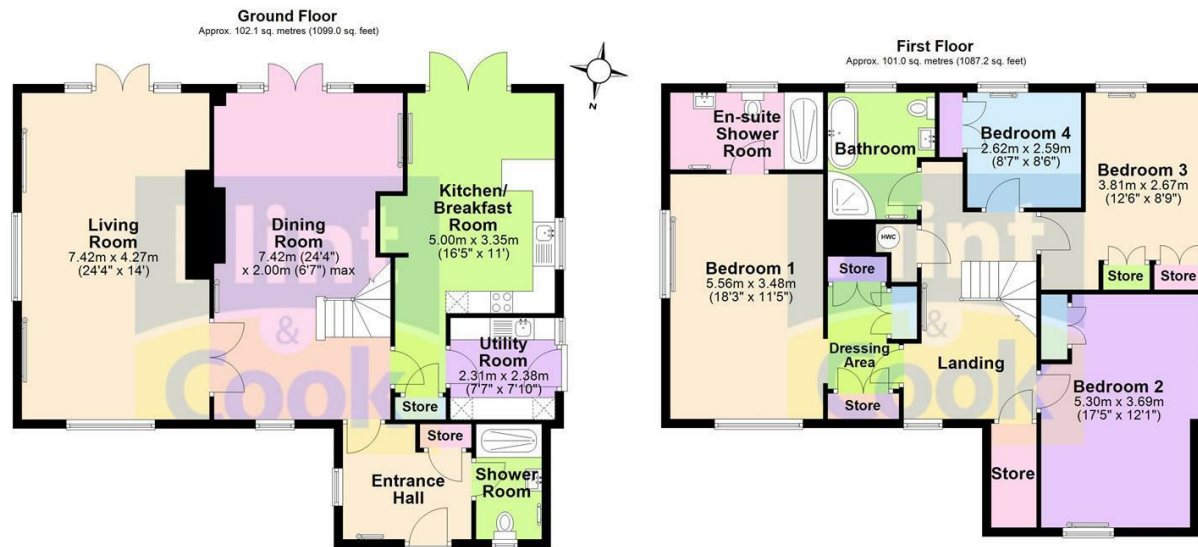 Ground Floor
Approx. 102.1 sq. metres (1099.0 sq. feet)
N
Living
Room
7.42m x 4.27m
(24'4" x 14')
Dining
Room
7.42m (24'4")
x 2.00m (6'7") max
Kitchen/
Breakfast
Room
5.00m x 3.35m
(16'5" x 11')
Utility
Room
2.31m x 2.38m
(7'7" x 7'10")
Store
Store
Entrance
Hall
Shower
Room
Flint
&
Cook
First Floor
Approx. 101.0 sq. metres (1087.2 sq. feet)
En-suite
Shower
Room
Bathroom
Bedroom 4
2.62m x 2.59m
(8'7" x 8'6")
Bedroom 3
3.81m x 2.67m
(12'6" x 8'9")
HWC
Bedroom 1
5.56m x 3.48m
(18'3" x 11'5")
Store
Store
Store
Dressing
Area
Landing
Store
Bedroom 2
5.30m x 3.69m
(17'5" x 12'1")
Store
Flint
&
Cook